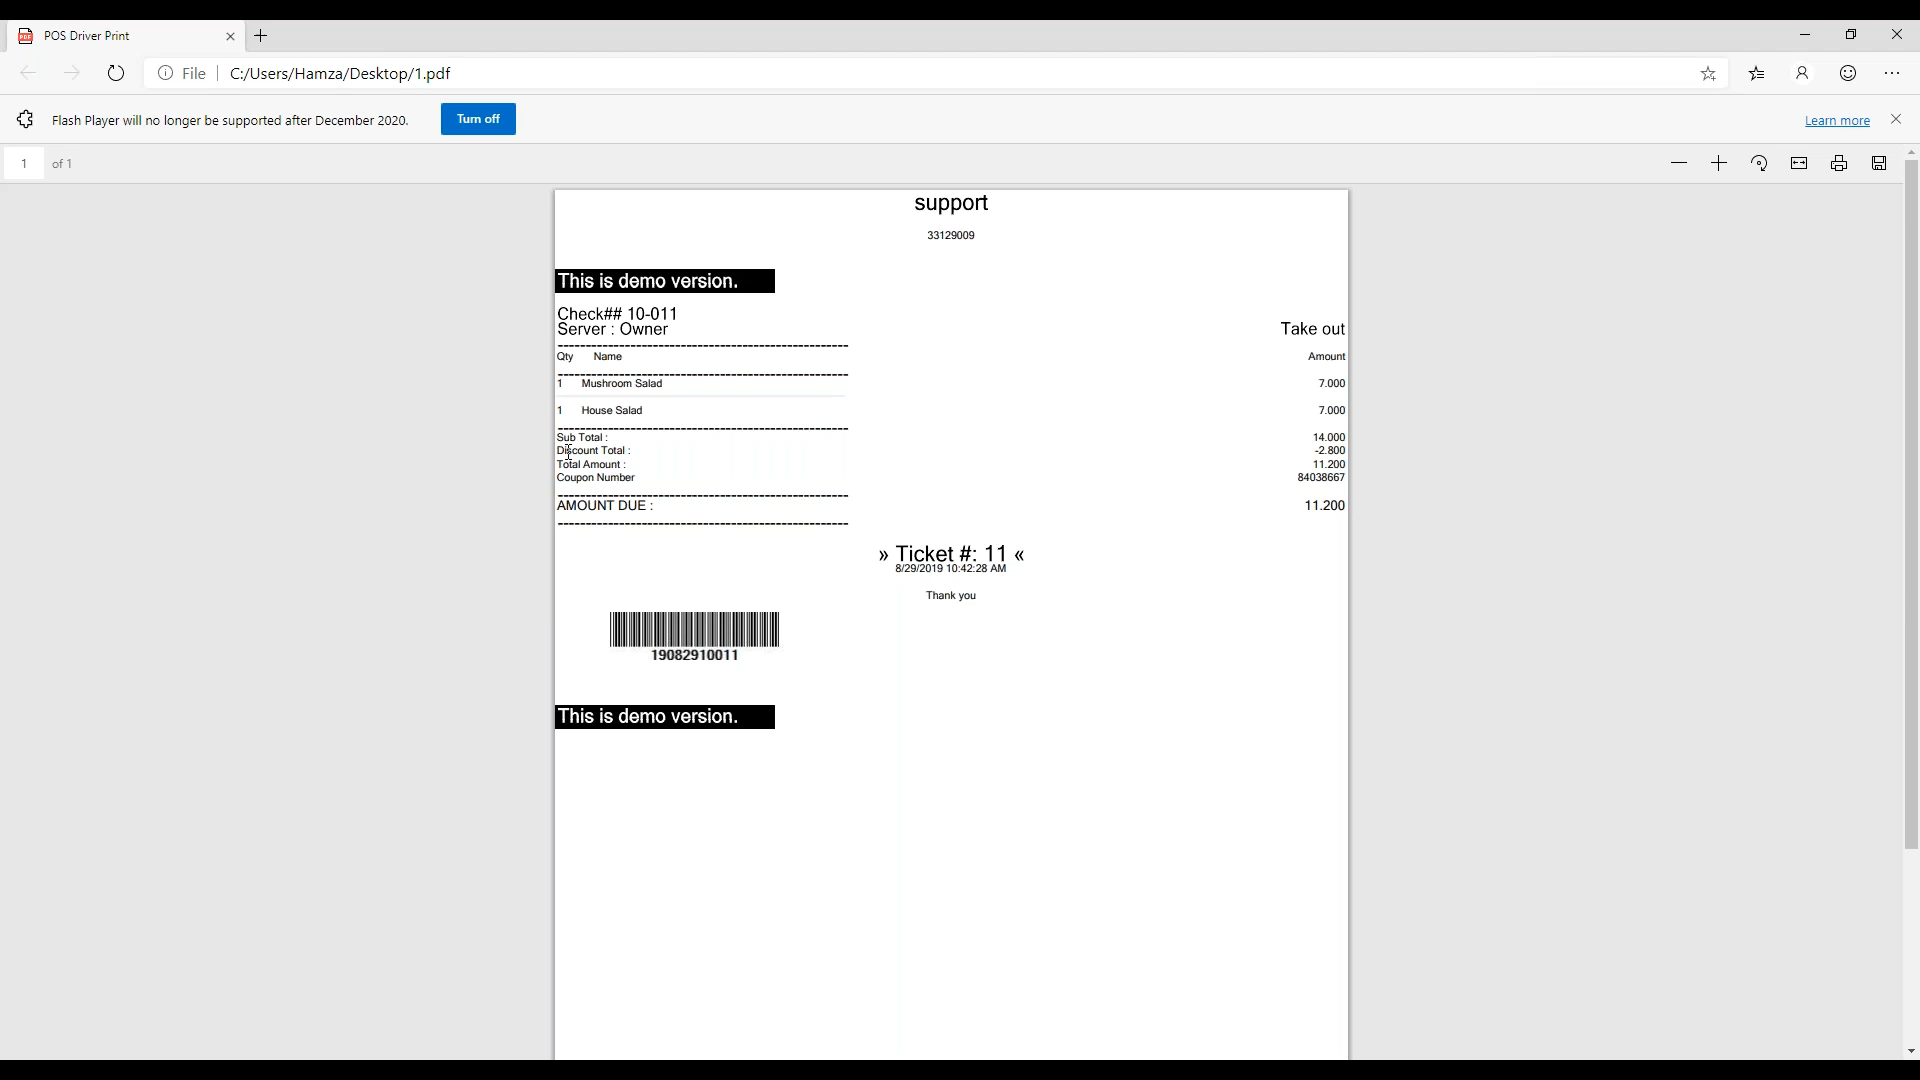 POS Driver Print
File C:/Users/Hamza/Desktop/1.pdf
Flash Player will no longer be supported after December 2020. Turn off Learn more
1 of 1
support
33129009
This is demo version.
Check## 10-011
Server : Owner Take out
Qty Name Amount
1 Mushroom Salad 7.000
1 House Salad 7.000
Sub Total : 14.000
Discount Total : -2.800
Total Amount : 11.200
Coupon Number 84038667
AMOUNT DUE : 11.200
» Ticket #: 11 «
8/29/2019 10:42:28 AM
Thank you
19082910011
This is demo version.